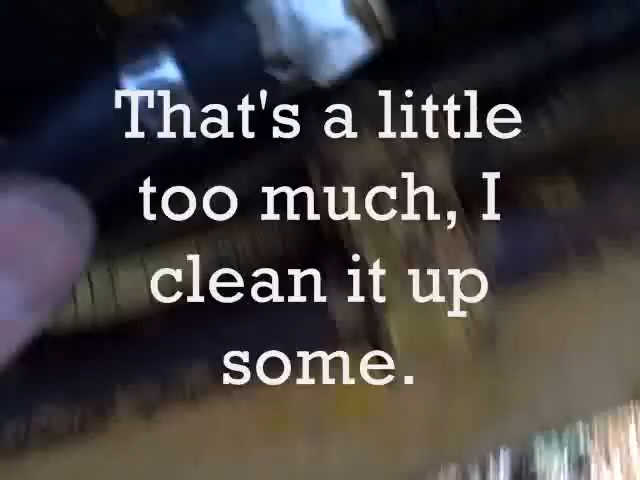 That's a little
too much, I
clean it up
some.